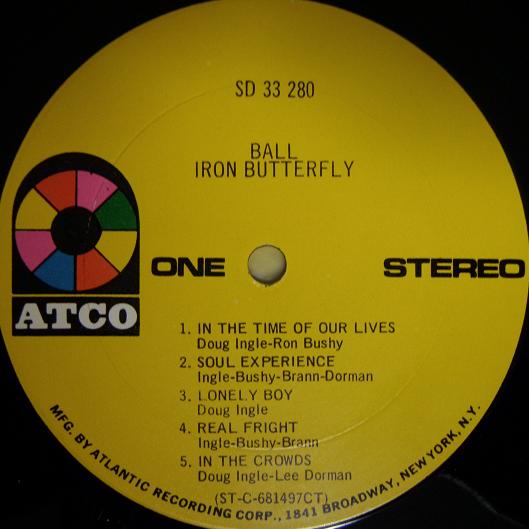 SD 33 280
BALL
IRON BUTTERFLY
ATCO
ONE
STEREO
1. IN THE TIME OF OUR LIVES
Doug Ingle-Ron Bushy
2. SOUL EXPERIENCE
Ingle-Bushy-Brann-Dorman
3. LONELY BOY
Doug Ingle
4. REAL FRIGHT
Ingle-Bushy-Brann
5. IN THE CROWDS
Doug Ingle-Lee Dorman
(ST-C-681497CT)
MFG. BY ATLANTIC RECORDING CORP., 1841 BROADWAY, NEW YORK, N.Y.